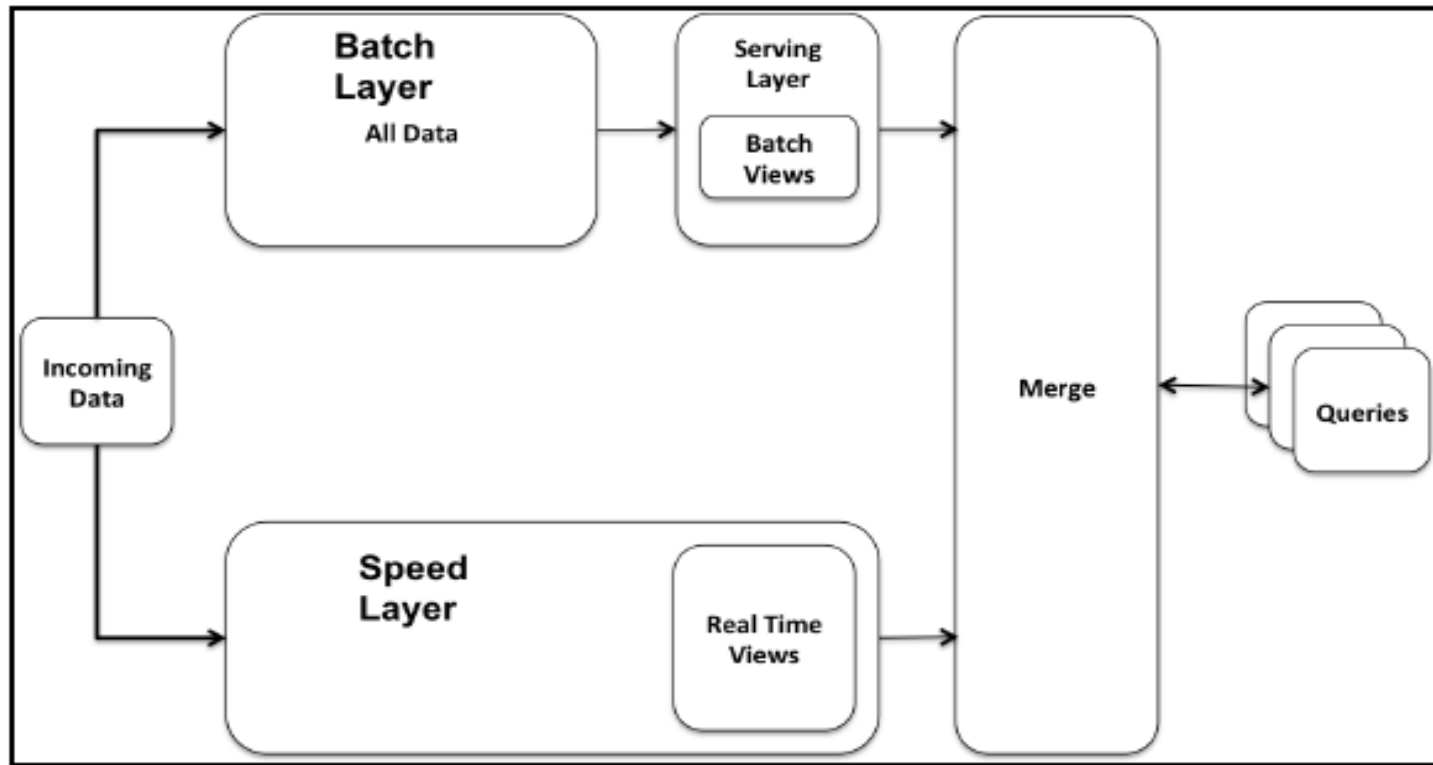 Batch
Layer
All Data
Serving
Layer
Batch
Views
Incoming
Data
Merge
Queries
Speed
Layer
Real Time
Views